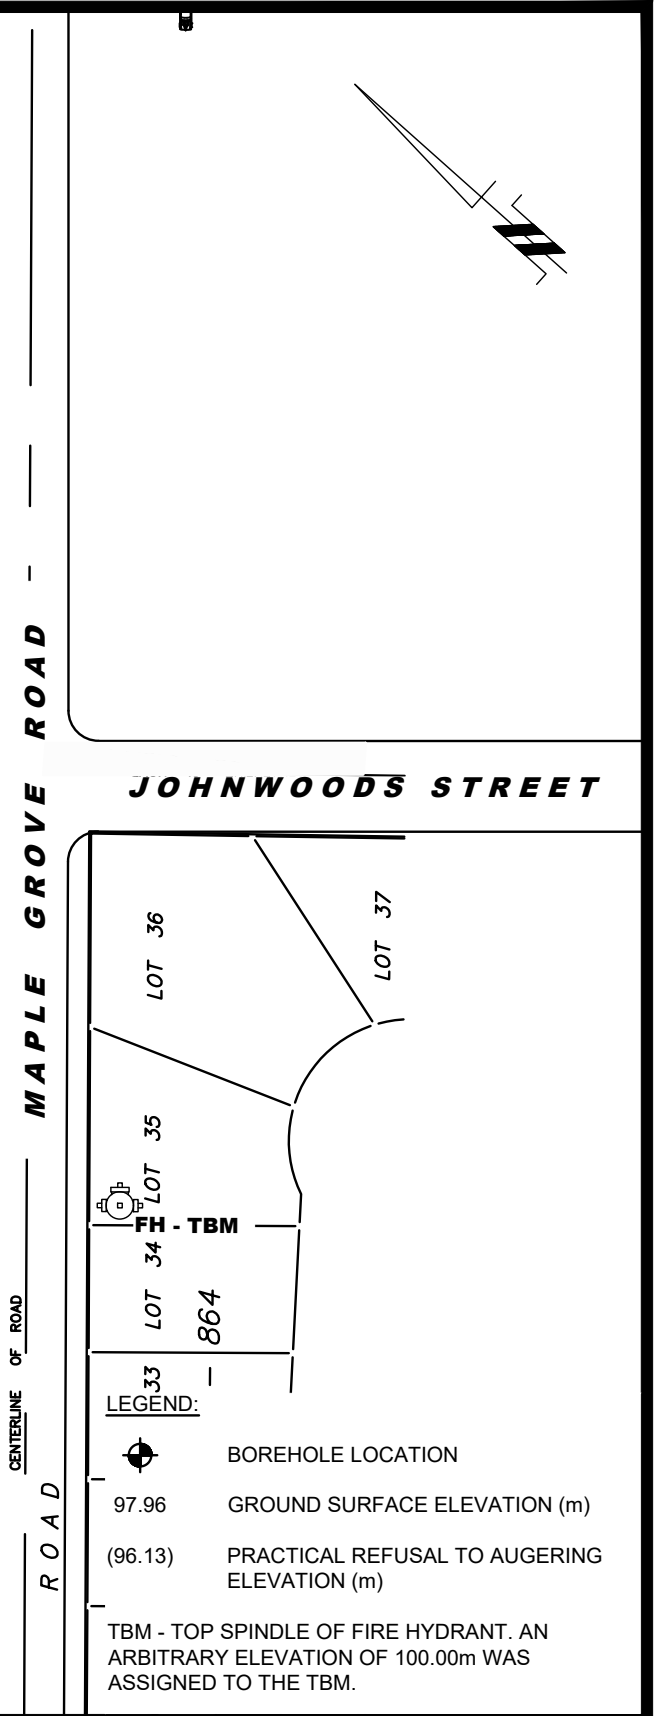 MAPLE GROVE ROAD
JOHNWOODS STREET
LOT 36
LOT 37
LOT 35
FH - TBM
LOT 34
864
33
CENTERLINE OF ROAD
ROAD
LEGEND:
BOREHOLE LOCATION
97.96 GROUND SURFACE ELEVATION (m)
(96.13) PRACTICAL REFUSAL TO AUGERING
ELEVATION (m)
TBM - TOP SPINDLE OF FIRE HYDRANT. AN
ARBITRARY ELEVATION OF 100.00m WAS
ASSIGNED TO THE TBM.